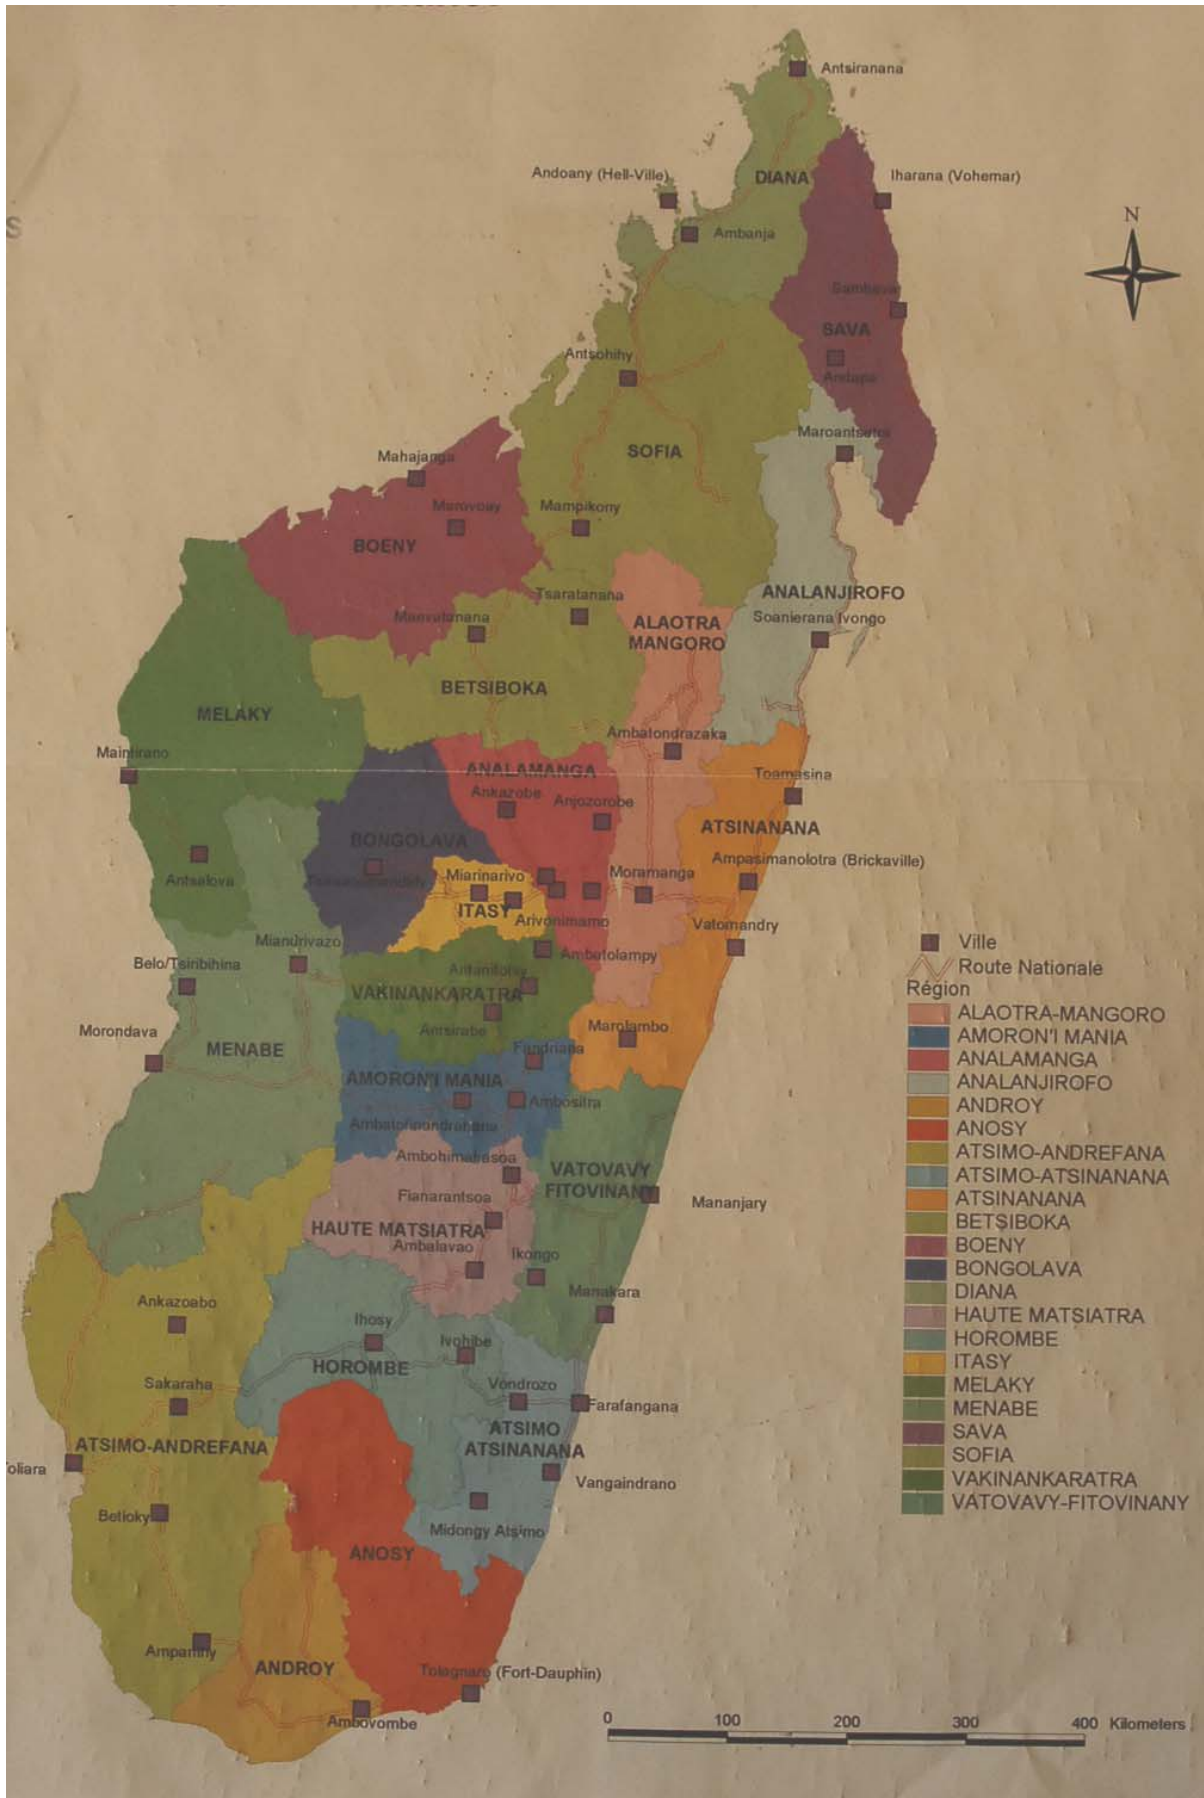 Antsiranana
DIANA
Andoany (Hell-Ville)
Iharana (Vohemar)
Ambanja
N
S
Sambava
SAVA
Andapa
Antsohihy
Maroantsetra
SOFIA
Mahajanga
Marovoay
Mampikony
BOENY
Tsaratanana
ANALANJIROFO
Maevatanana
ALAOTRA
MANGORO
Soanierana Ivongo
BETSIBOKA
MELAKY
Ambatondrazaka
Maintirano
ANALAMANGA
Toamasina
Ankazobe
Anjozorobe
ATSINANANA
BONGOLAVA
Ampasimanolotra (Brickaville)
Antsalova
Miarinarivo
Moramanga
ITASY
Arivonimamo
Vatomandry
Miandrivazo
Ambatolampy
Belo/Tsiribihina
VAKINANKARATRA
Morondava
Marolambo
MENABE
Fandriana
AMORON'I MANIA
Ambositra
Ambohimahasoa
VATOVAVY
FITOVINANY
Fianarantsoa
Mananjary
HAUTE MATSIATRA
Ambalavao
Ikongo
Manakara
Ankazoabo
Ihosy
Ivohibe
HOROMBE
Sakaraha
Vondrozo
Farafangana
ATSIMO
ATSINANANA
ATSIMO-ANDREFANA
Toliara
Vangaindrano
Betioky
Midongy Atsimo
ANOSY
Ampanihy
ANDROY
Tolagnaro (Fort-Dauphin)
Ambovombe
Ville
Route Nationale
Région
ALAOTRA-MANGORO
AMORON'I MANIA
ANALAMANGA
ANALANJIROFO
ANDROY
ANOSY
ATSIMO-ANDREFANA
ATSIMO-ATSINANANA
ATSINANANA
BETSIBOKA
BOENY
BONGOLAVA
DIANA
HAUTE MATSIATRA
HOROMBE
ITASY
MELAKY
MENABE
SAVA
SOFIA
VAKINANKARATRA
VATOVAVY-FITOVINANY
0 100 200 300 400 Kilometers